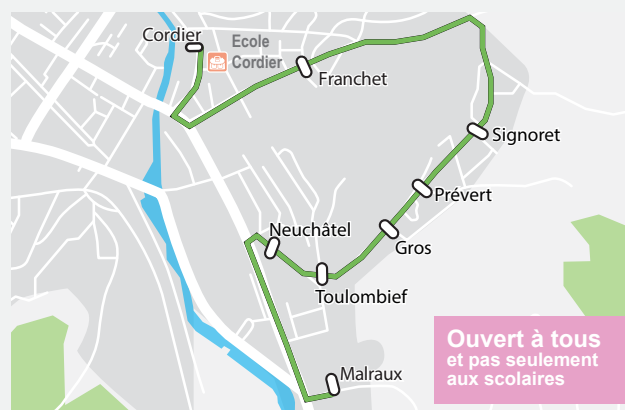 Cordier
Ecole
Cordier
Franchet
Signoret
Prévert
Neuchâtel
Gros
Toulombief
Ouvert à tous
et pas seulement
aux scolaires
Malraux